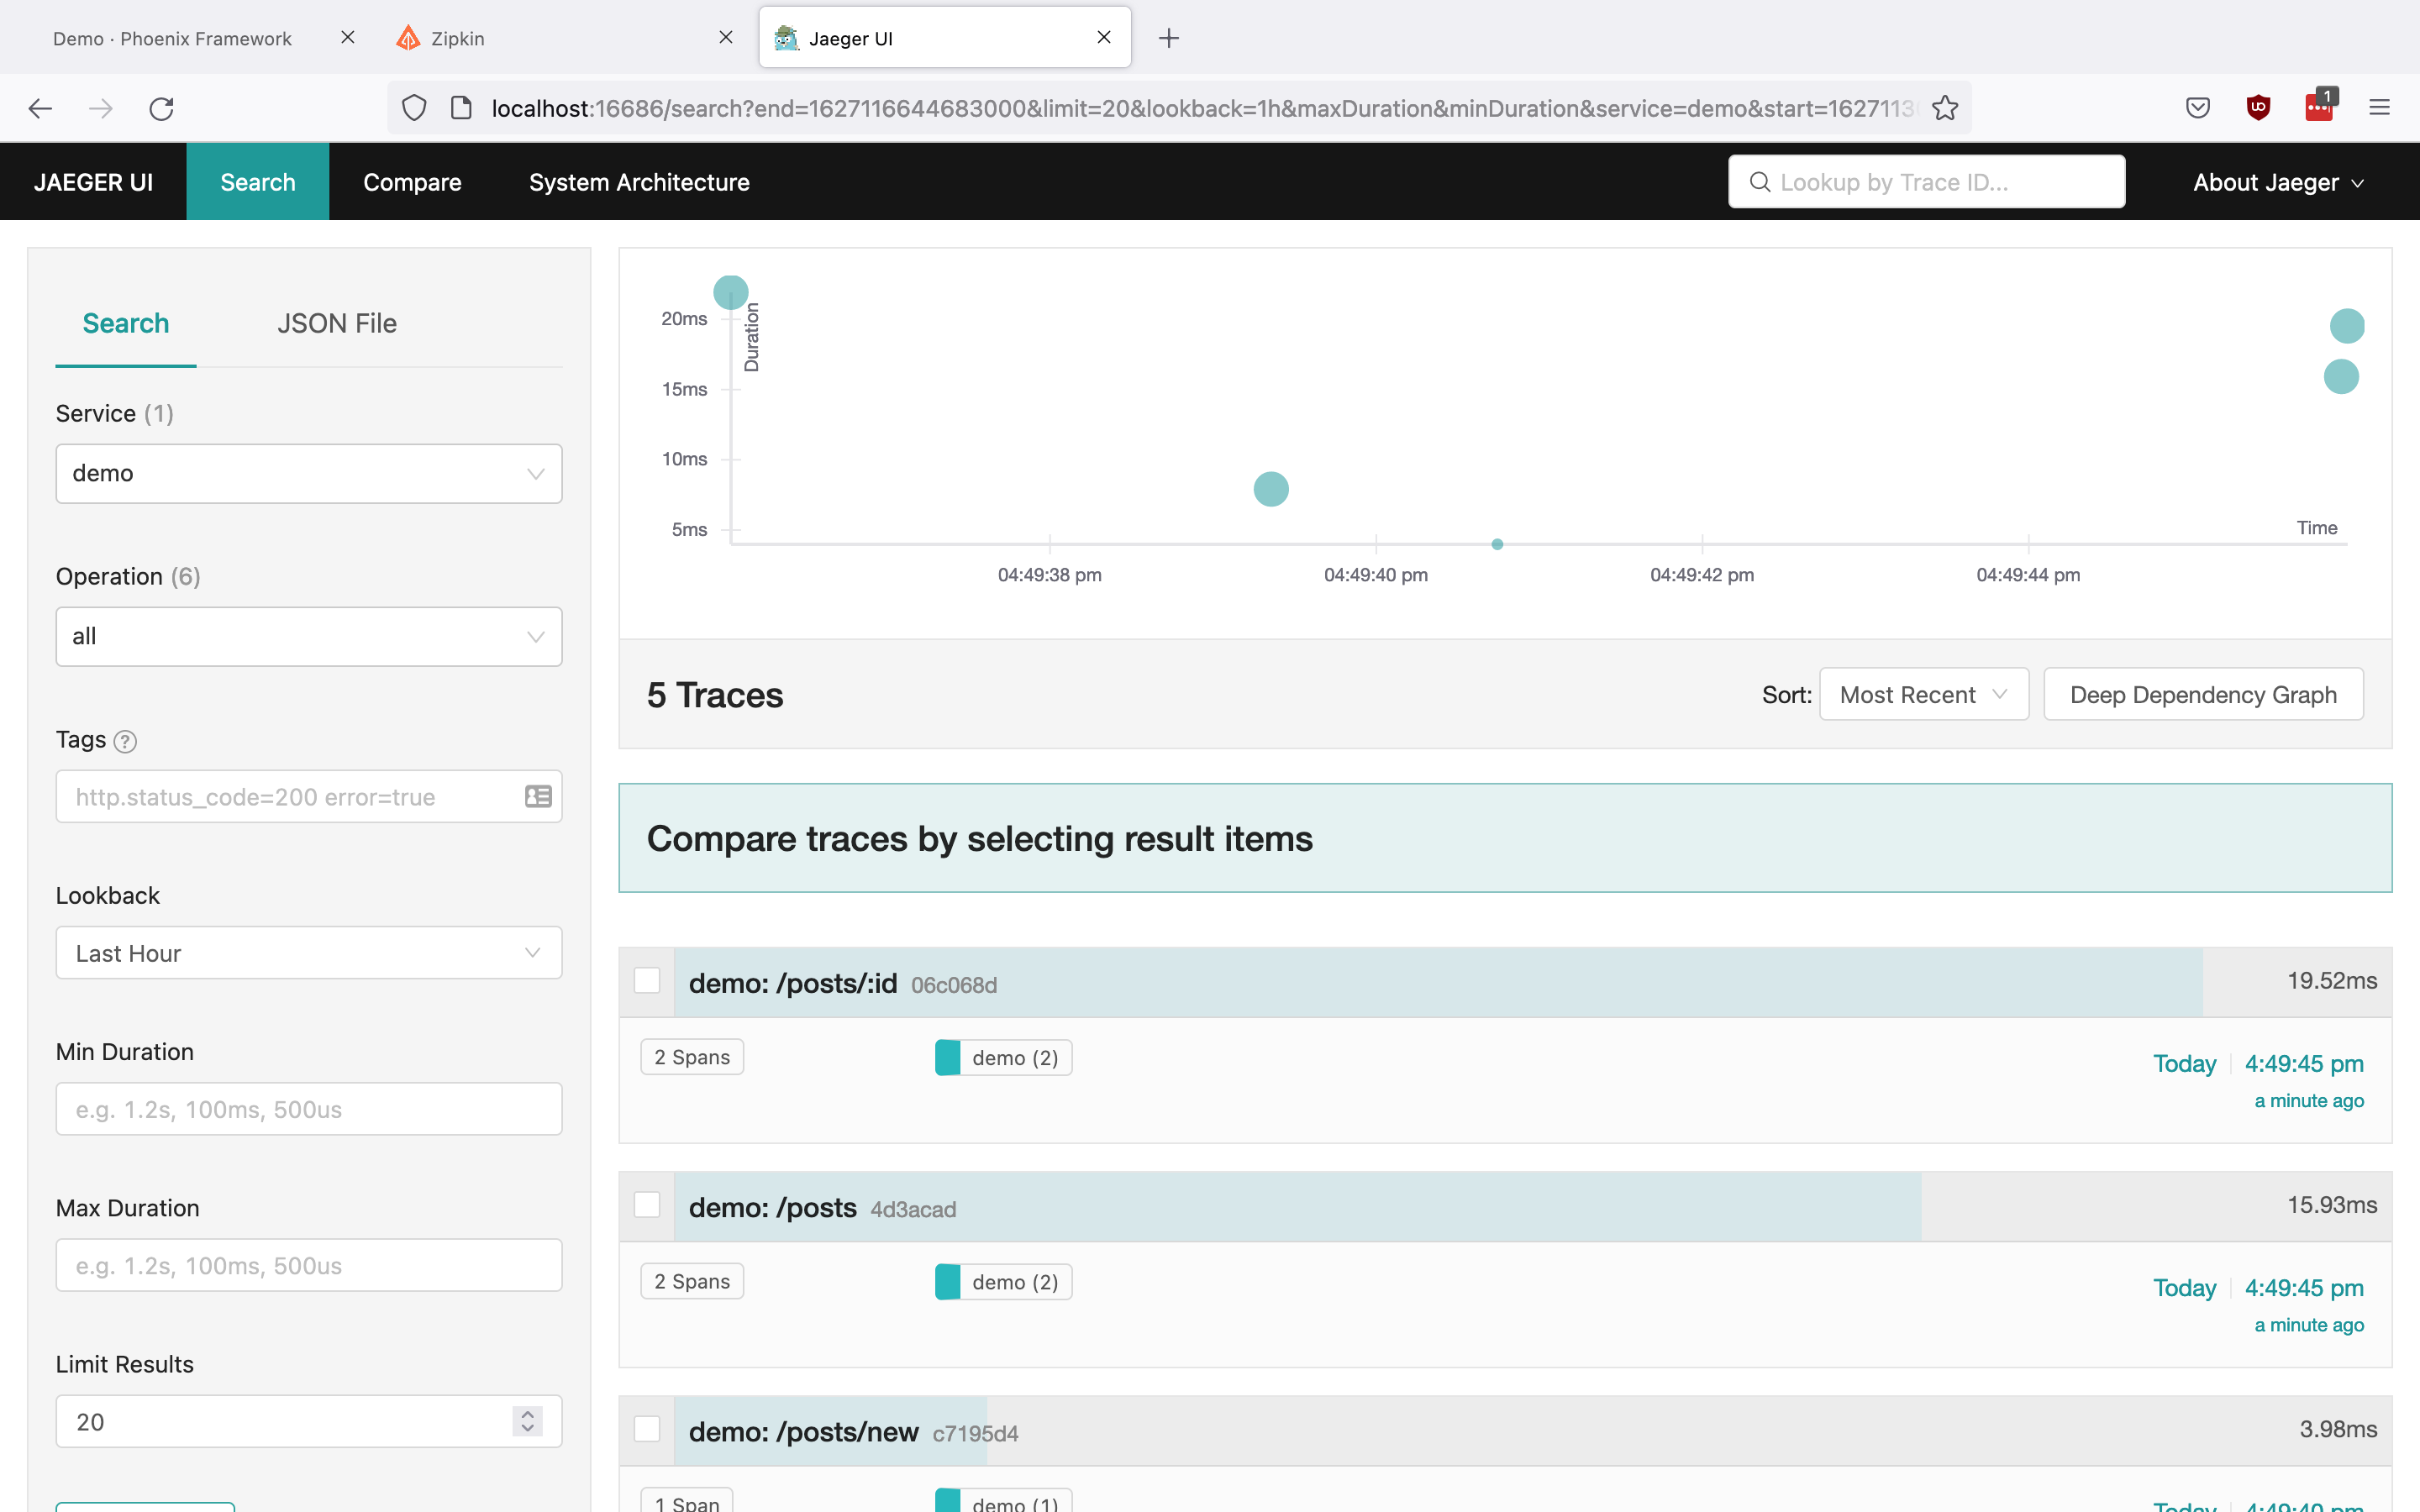 Demo · Phoenix Framework
Zipkin
Jaeger UI
localhost:16686/search?end=1627116644683000&limit=20&lookback=1h&maxDuration&minDuration&service=demo&start=16271130
1
JAEGER UI
Search
Compare
System Architecture
Lookup by Trace ID...
About Jaeger
Search
JSON File
Service (1)
demo
Operation (6)
all
Tags ?
http.status_code=200 error=true
Lookback
Last Hour
Min Duration
e.g. 1.2s, 100ms, 500us
Max Duration
e.g. 1.2s, 100ms, 500us
Limit Results
20
Duration
20ms
15ms
10ms
5ms
Time
04:49:38 pm
04:49:40 pm
04:49:42 pm
04:49:44 pm
5 Traces
Sort: Most Recent
Deep Dependency Graph
Compare traces by selecting result items
demo: /posts/:id 06c068d
19.52ms
2 Spans
demo (2)
Today 4:49:45 pm
a minute ago
demo: /posts 4d3acad
15.93ms
2 Spans
demo (2)
Today 4:49:45 pm
a minute ago
demo: /posts/new c7195d4
3.98ms
1 Span
demo (1)
Today 4:49:40 pm